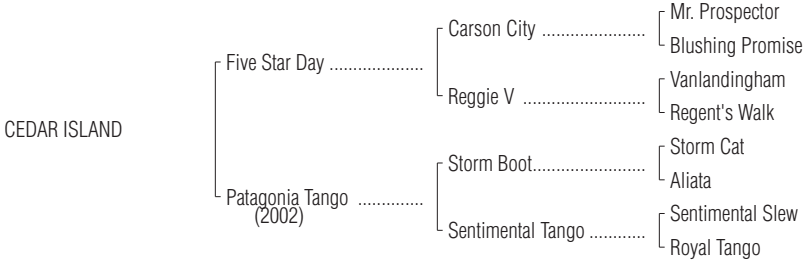 Mr. Prospector
Carson City ......................
Blushing Promise
Five Star Day ....................
Vanlandingham
Reggie V .........................
Regent's Walk
CEDAR ISLAND
Storm Cat
Storm Boot.......................
Aliata
Patagonia Tango ..............
(2002)
Sentimental Slew
Sentimental Tango ............
Royal Tango